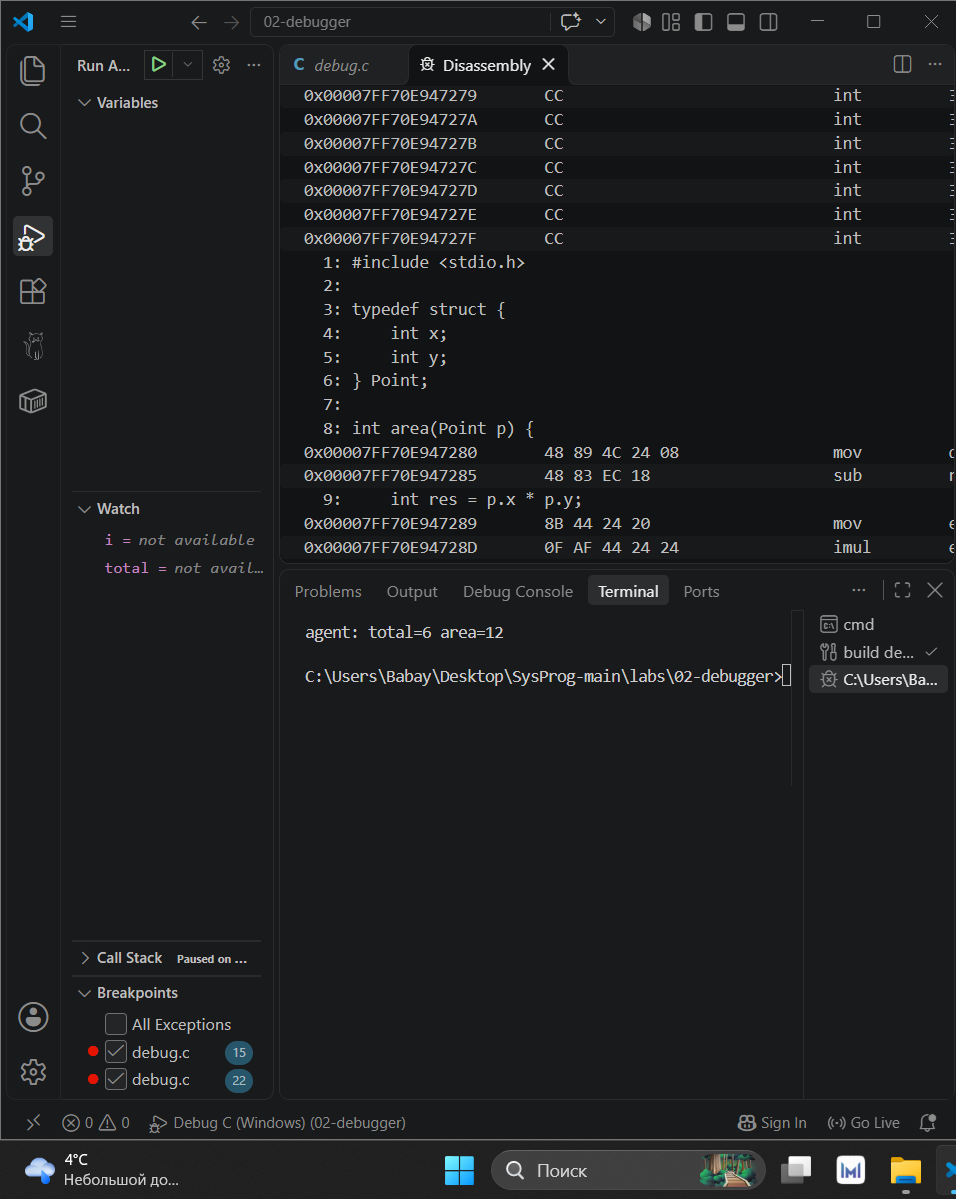 02-debugger
Run A...
debug.c
Disassembly
Variables
0x00007FF70E947279 CC int
0x00007FF70E94727A CC int
0x00007FF70E94727B CC int
0x00007FF70E94727C CC int
0x00007FF70E94727D CC int
0x00007FF70E94727E CC int
0x00007FF70E94727F CC int
1: #include <stdio.h>
2:
3: typedef struct {
4:     int x;
5:     int y;
6: } Point;
7:
8: int area(Point p) {
0x00007FF70E947280 48 89 4C 24 08 mov
0x00007FF70E947285 48 83 EC 18 sub
9:     int res = p.x * p.y;
0x00007FF70E947289 8B 44 24 20 mov
0x00007FF70E94728D 0F AF 44 24 24 imul
Watch
i = not available
total = not avail...
Problems Output Debug Console Terminal Ports
agent: total=6 area=12
C:\Users\Babay\Desktop\SysProg-main\labs\02-debugger>
cmd
build de...
C:\Users\Ba...
Call Stack Paused on ...
Breakpoints
All Exceptions
debug.c 15
debug.c 22
0 0 Debug C (Windows) (02-debugger) Sign In Go Live
4°C
Небольшой до...
Поиск